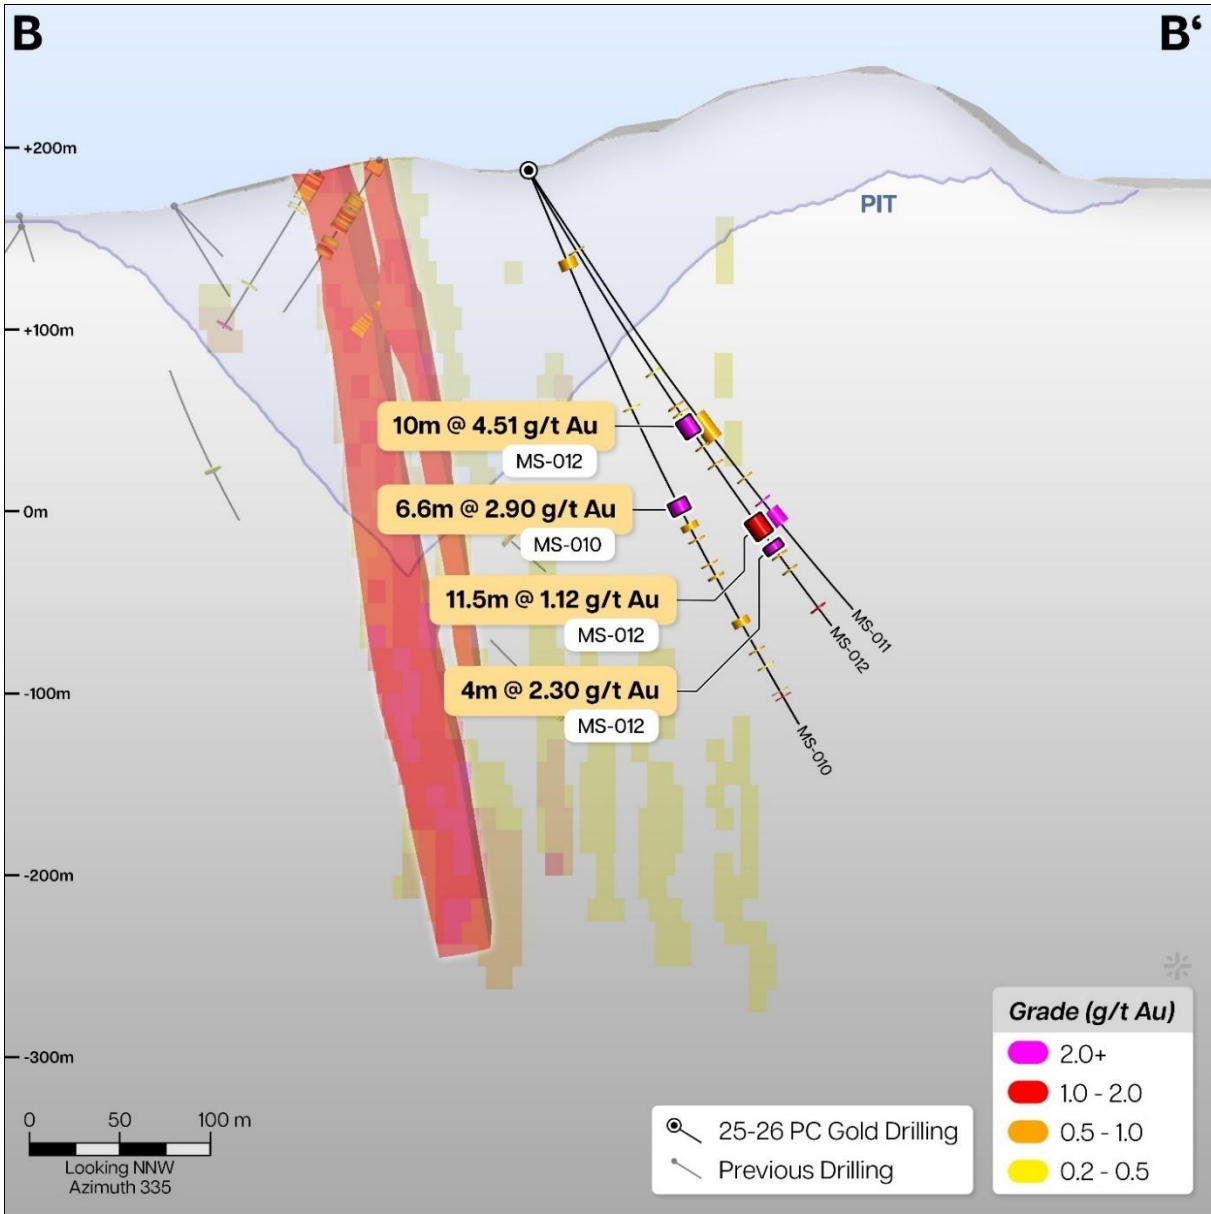 B
B‘
+200m
PIT
+100m
10m @ 4.51 g/t Au
MS-012
6.6m @ 2.90 g/t Au
0m
MS-010
11.5m @ 1.12 g/t Au
MS-011
MS-012
MS-012
4m @ 2.30 g/t Au
-100m
MS-012
MS-010
-200m
Grade (g/t Au)
2.0+
1.0 - 2.0
0.5 - 1.0
0.2 - 0.5
-300m
0 50 100 m
Looking NNW
Azimuth 335
25-26 PC Gold Drilling
Previous Drilling